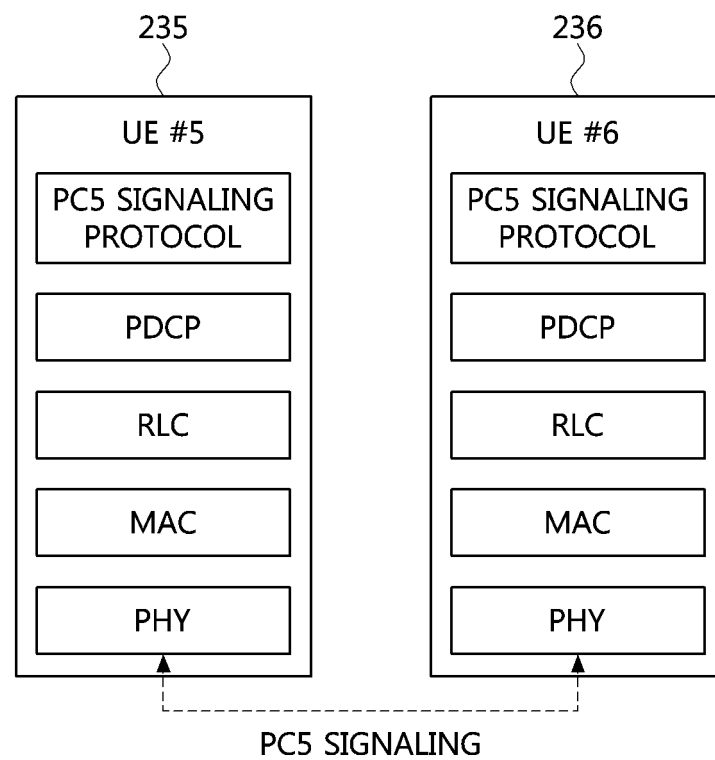 235
236
UE #5
UE #6
PC5 SIGNALING
PROTOCOL
PC5 SIGNALING
PROTOCOL
PDCP
PDCP
RLC
RLC
MAC
MAC
PHY
PHY
PC5 SIGNALING